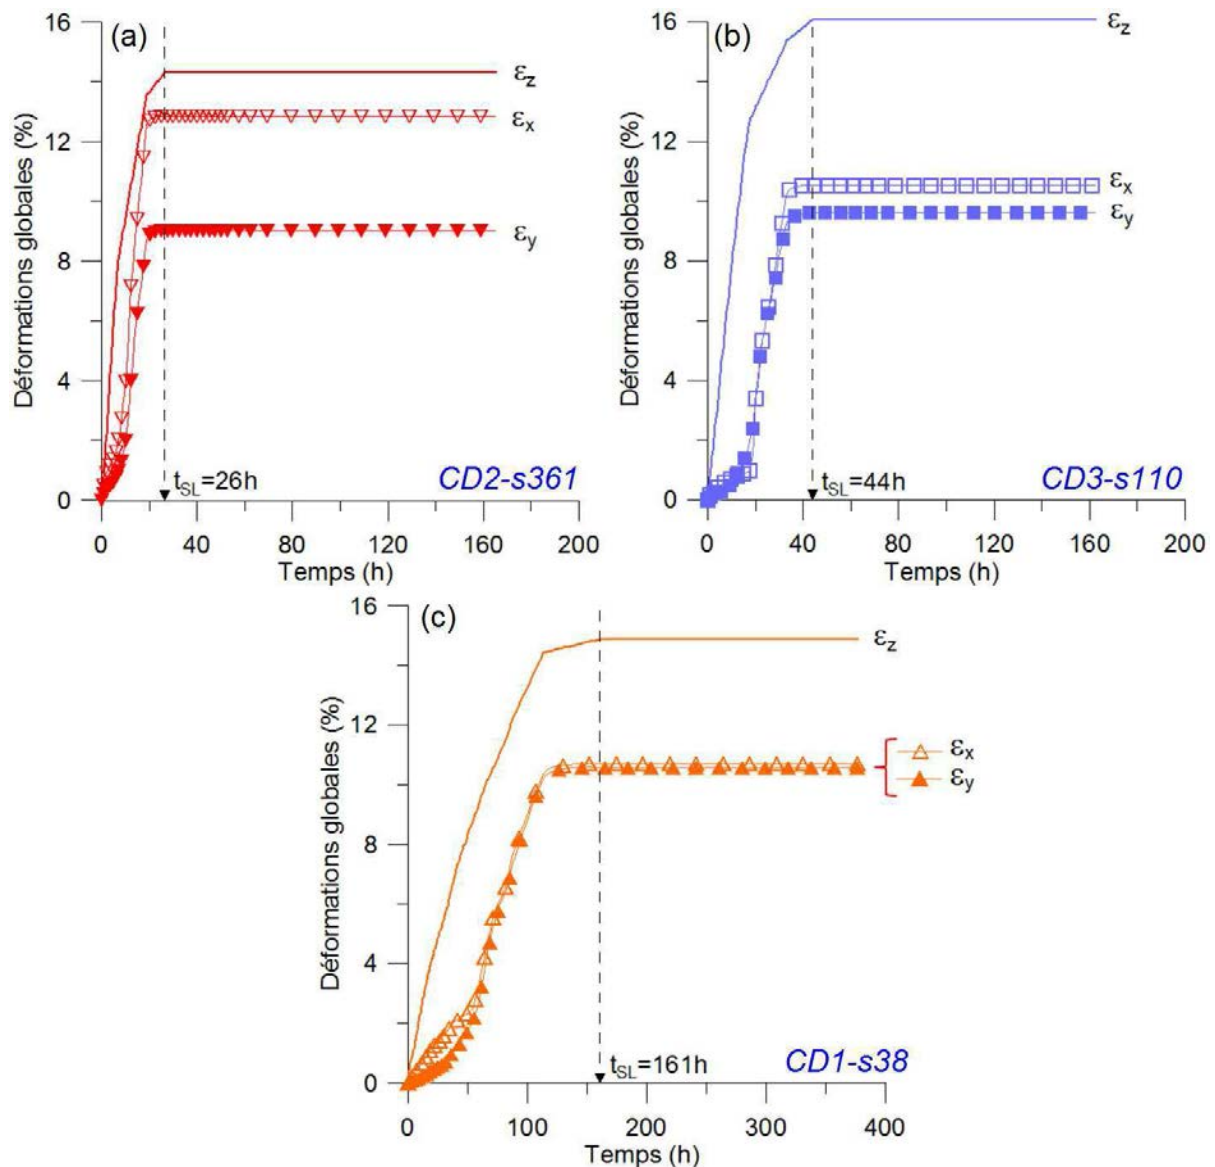 (a)
16
12
8
4
0
Déformations globales (%)
εz
εx
εy
tSL=26h
CD2-s361
0 40 80 120 160 200
Temps (h)
(b)
16
12
8
4
0
Déformations globales (%)
εz
εx
εy
tSL=44h
CD3-s110
0 40 80 120 160 200
Temps (h)
(c)
16
12
8
4
0
Déformations globales (%)
εz
εx
εy
tSL=161h
CD1-s38
0 100 200 300 400
Temps (h)